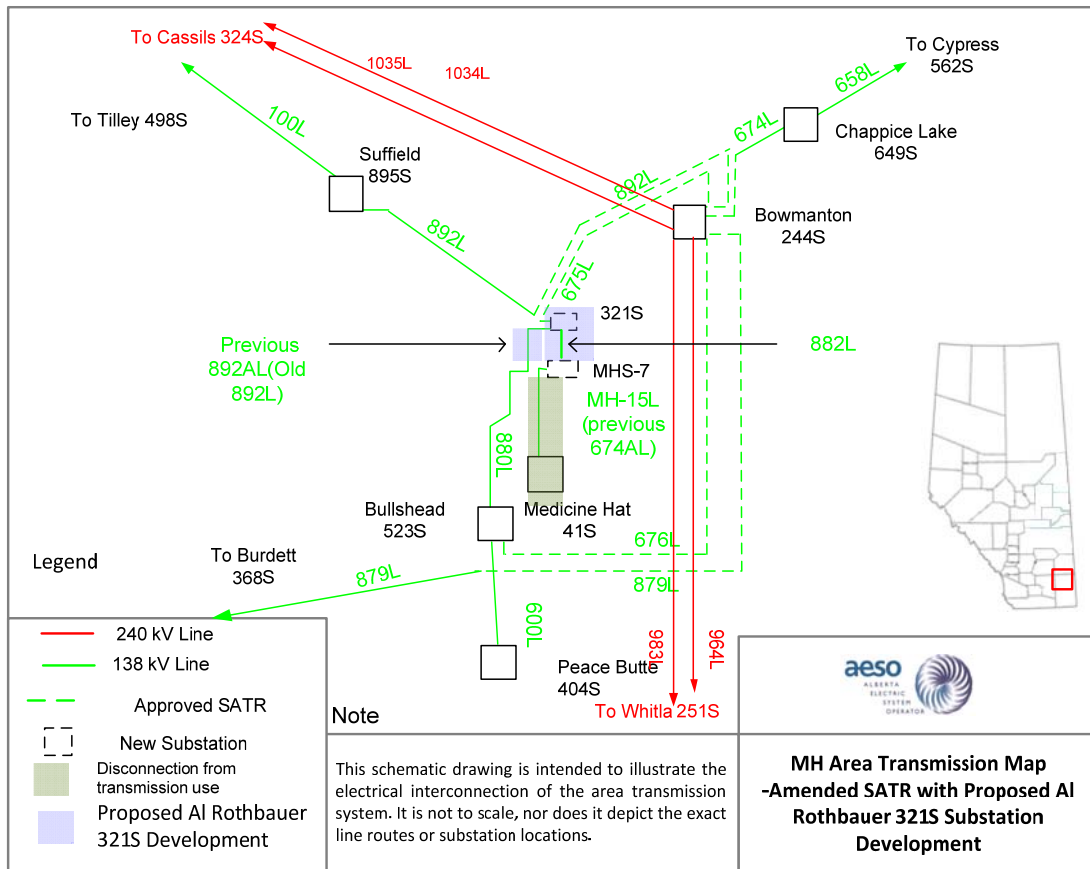 To Cassils 324S
1035L
1034L
To Cypress
562S
658L
To Tilley 498S
100L
674L
Chappice Lake
649S
Suffield
895S
892L
Bowmanton
244S
892L
675L
321S
Previous
892AL(Old
892L)
882L
MHS-7
MH-15L
(previous
674AL)
880L
Bullshead
523S
Medicine Hat
41S
676L
To Burdett
368S
879L
879L
600L
983L
964L
Peace Butte
404S
To Whitla 251S
Legend
240 kV Line
138 kV Line
Approved SATR
New Substation
Disconnection from
transmission use
Proposed Al Rothbauer
321S Development
Note
This schematic drawing is intended to illustrate the
electrical interconnection of the area transmission
system. It is not to scale, nor does it depict the exact
line routes or substation locations.
aeso
ALBERTA
ELECTRIC
SYSTEM
OPERATOR
MH Area Transmission Map
-Amended SATR with Proposed Al
Rothbauer 321S Substation
Development